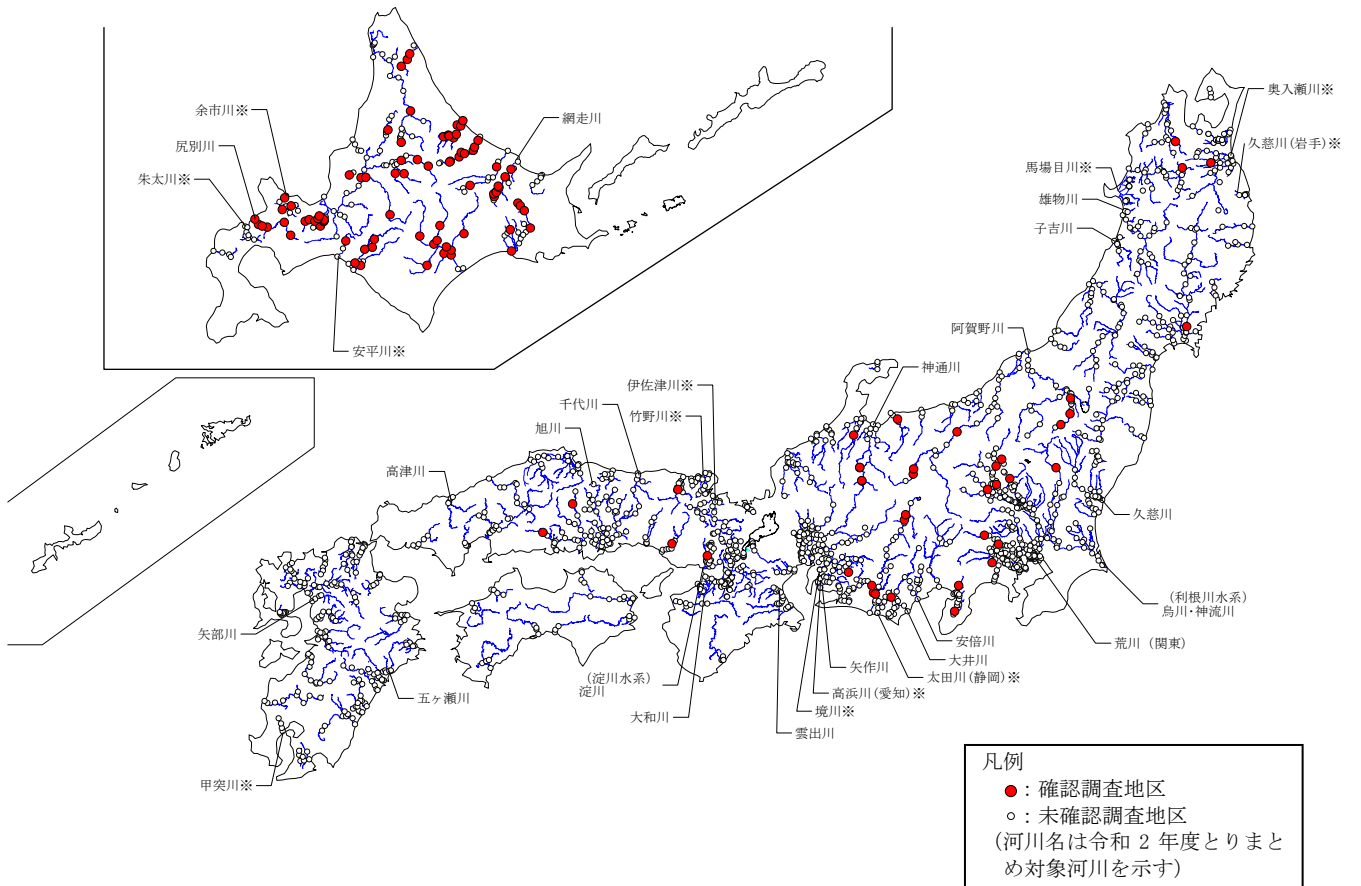 余市川※
尻別川
朱太川※
網走川
安平川※
奥入瀬川※
久慈川(岩手)※
馬場目川※
雄物川
子吉川
阿賀野川
神通川
伊佐津川※
千代川
竹野川※
旭川
高津川
久慈川
(利根川水系)
烏川・神流川
荒川 (関東)
安倍川
大井川
太田川(静岡)※
矢作川
高浜川(愛知)※
境川※
雲出川
(淀川水系)
淀川
大和川
矢部川
五ヶ瀬川
甲突川※
凡例
●：確認調査地区
○：未確認調査地区
(河川名は令和 2 年度とりまと
め対象河川を示す)